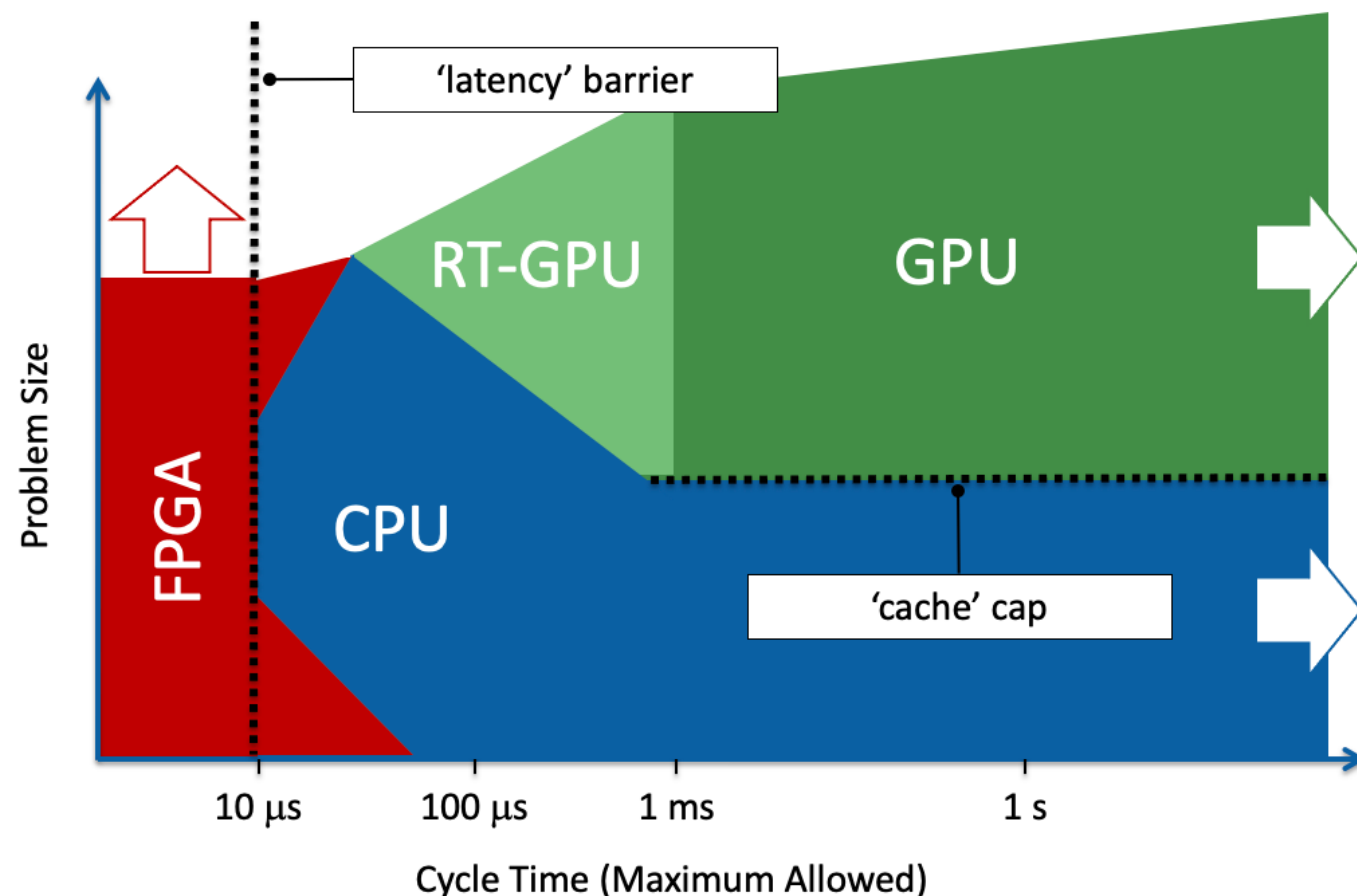 ‘latency’ barrier
RT-GPU
GPU
Problem Size
FPGA
CPU
‘cache’ cap
10 μs
100 μs
1 ms
1 s
Cycle Time (Maximum Allowed)